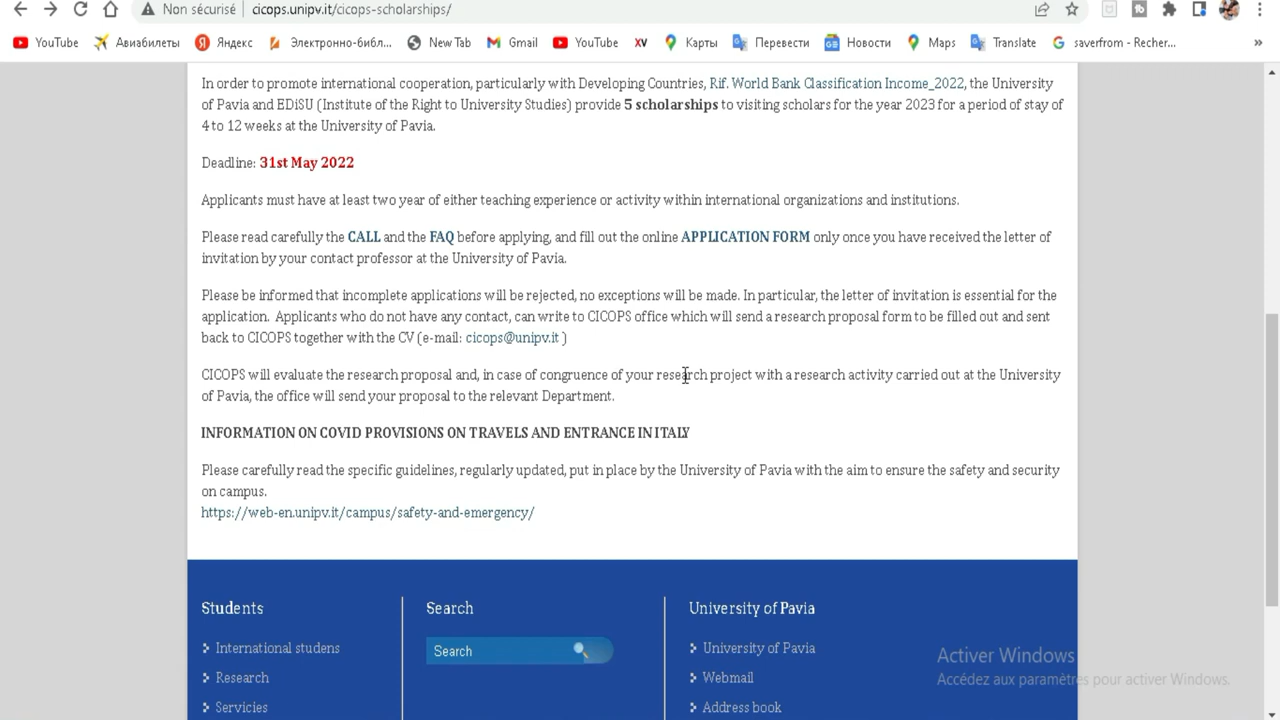 Non sécurisé cicops.unipv.it/cicops-scholarships/
YouTube Авиабилеты Яндекс Электронно-библ... New Tab Gmail YouTube XV Карты Перевести Новости Maps Translate saverfrom - Recher... »
In order to promote international cooperation, particularly with Developing Countries, Rif. World Bank Classification Income_2022, the University
of Pavia and EDiSU (Institute of the Right to University Studies) provide 5 scholarships to visiting scholars for the year 2023 for a period of stay of
4 to 12 weeks at the University of Pavia.
Deadline: 31st May 2022
Applicants must have at least two year of either teaching experience or activity within international organizations and institutions.
Please read carefully the CALL and the FAQ before applying, and fill out the online APPLICATION FORM only once you have received the letter of
invitation by your contact professor at the University of Pavia.
Please be informed that incomplete applications will be rejected, no exceptions will be made. In particular, the letter of invitation is essential for the
application. Applicants who do not have any contact, can write to CICOPS office which will send a research proposal form to be filled out and sent
back to CICOPS together with the CV (e-mail: cicops@unipv.it )
CICOPS will evaluate the research proposal and, in case of congruence of your research project with a research activity carried out at the University
of Pavia, the office will send your proposal to the relevant Department.
INFORMATION ON COVID PROVISIONS ON TRAVELS AND ENTRANCE IN ITALY
Please carefully read the specific guidelines, regularly updated, put in place by the University of Pavia with the aim to ensure the safety and security
on campus.
https://web-en.unipv.it/campus/safety-and-emergency/
Students
International studens
Research
Servicies
Search
Search
University of Pavia
University of Pavia
Webmail
Address book
Activer Windows
Accédez aux paramètres pour activer Windows.